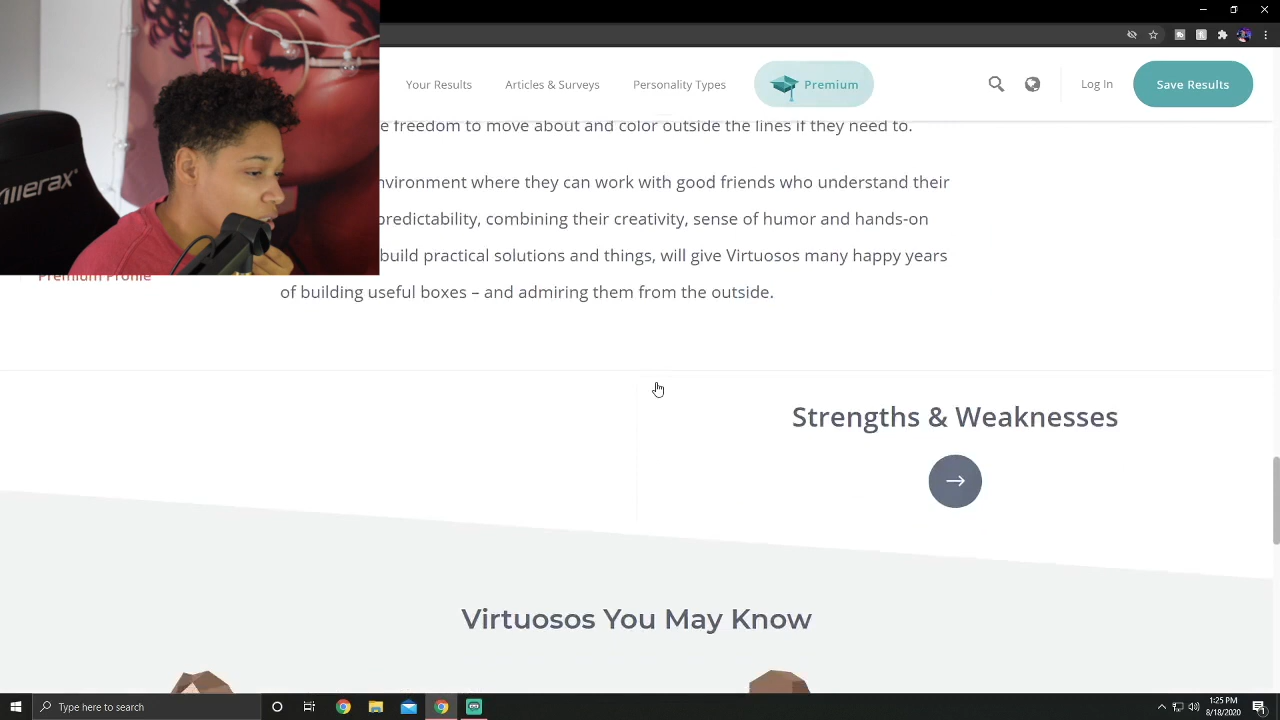 Your Results Articles & Surveys Personality Types Premium Log In Save Results
freedom to move about and color outside the lines if they need to.
where they can work with good friends who understand their
combining their creativity, sense of humor and hands-on
build practical solutions and things, will give Virtuosos many happy years
Premium Profile
of building useful boxes – and admiring them from the outside.
Strengths & Weaknesses
Virtuosos You May Know
Type here to search
1:25 PM
8/18/2020